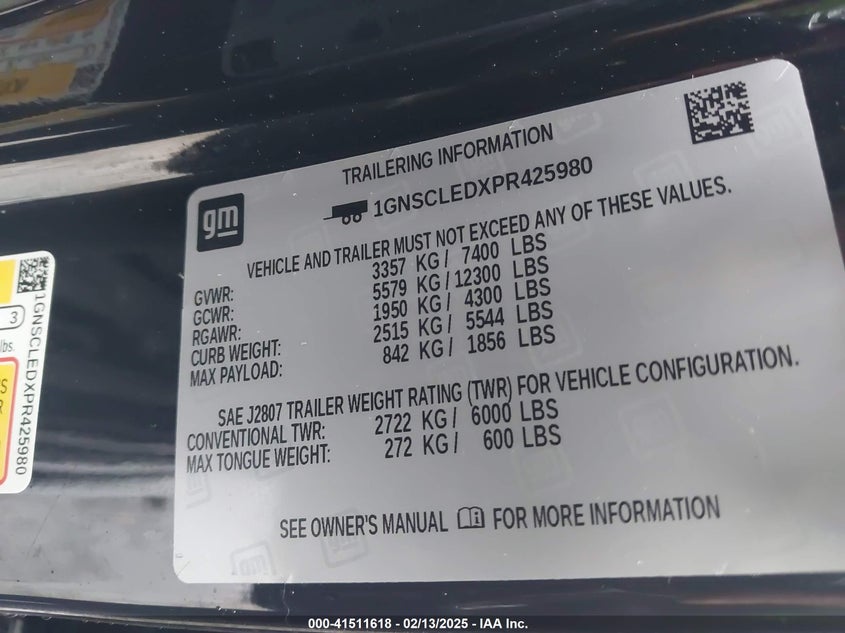 TRAILERING INFORMATION
gm
1GNSCLEDXPR425980
VEHICLE AND TRAILER MUST NOT EXCEED ANY OF THESE VALUES.
GVWR: 3357 KG / 7400 LBS
GCWR: 5579 KG / 12300 LBS
RGAWR: 1950 KG / 4300 LBS
CURB WEIGHT: 2515 KG / 5544 LBS
MAX PAYLOAD: 842 KG / 1856 LBS
SAE J2807 TRAILER WEIGHT RATING (TWR) FOR VEHICLE CONFIGURATION.
CONVENTIONAL TWR: 2722 KG / 6000 LBS
MAX TONGUE WEIGHT: 272 KG / 600 LBS
SEE OWNER'S MANUAL i FOR MORE INFORMATION
3
lbs.
1GNSCLEDXPR425980
000-41511618 - 02/13/2025 - IAA Inc.